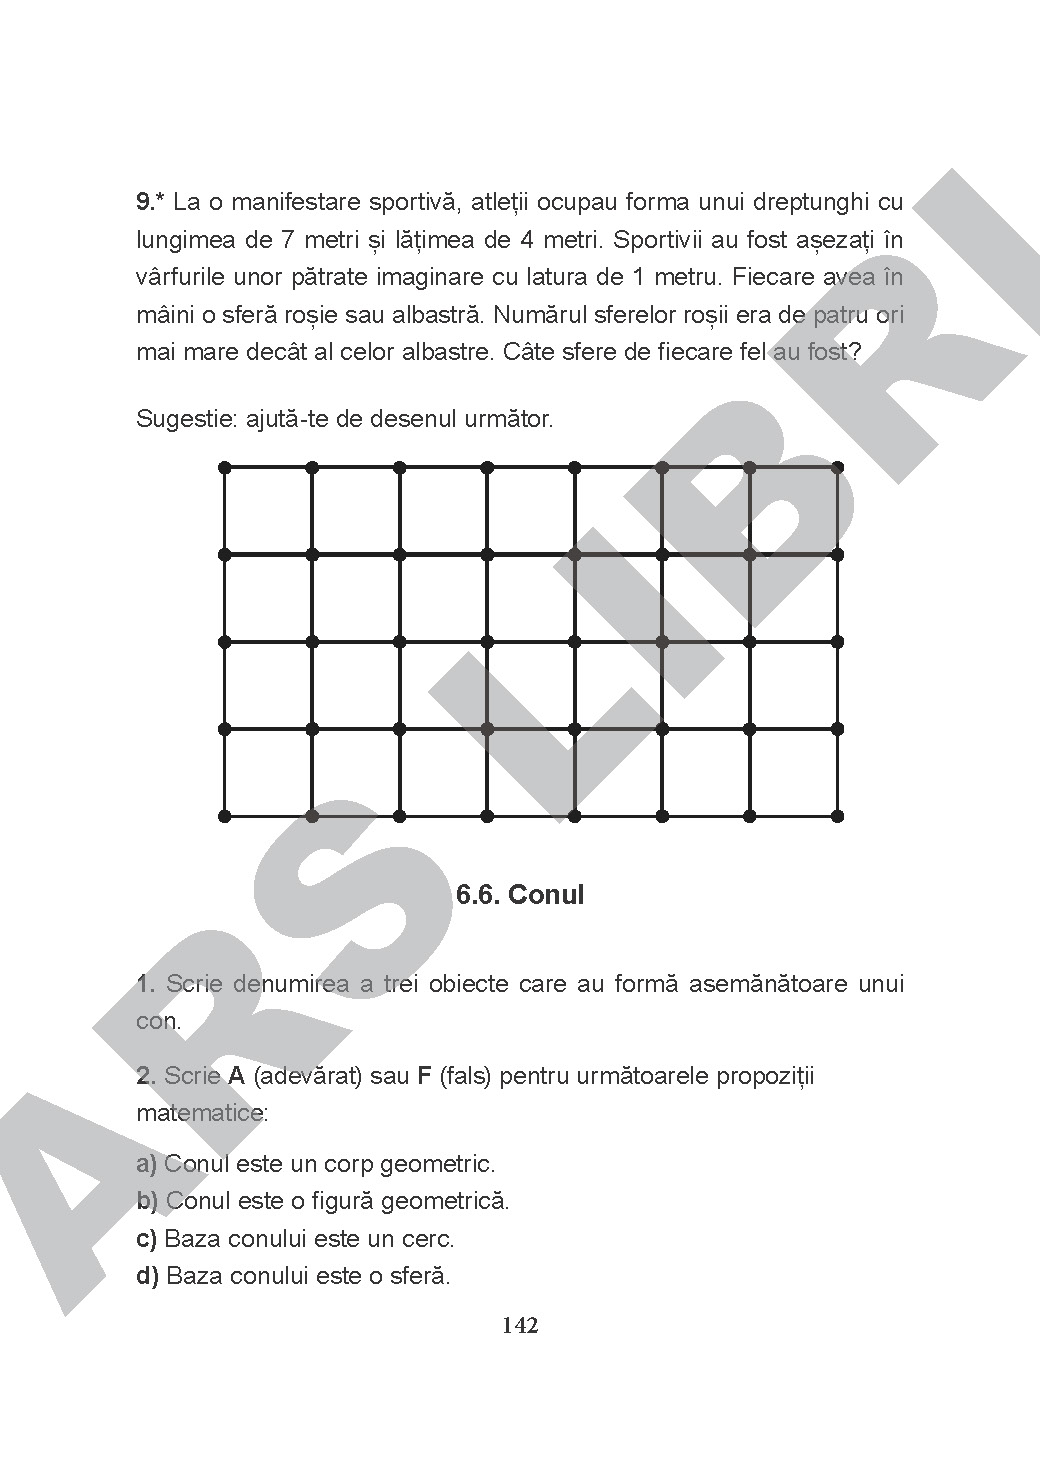 9.* La o manifestare sportivă, atleții ocupau forma unui dreptunghi cu
lungimea de 7 metri și lățimea de 4 metri. Sportivii au fost așezați în
vârfurile unor pătrate imaginare cu latura de 1 metru. Fiecare avea în
mâini o sferă roșie sau albastră. Numărul sferelor roșii era de patru ori
mai mare decât al celor albastre. Câte sfere de fiecare fel au fost?
Sugestie: ajută-te de desenul următor.
6.6. Conul
1. Scrie denumirea a trei obiecte care au formă asemănătoare unui
con.
2. Scrie A (adevărat) sau F (fals) pentru următoarele propoziții
matematice:
a) Conul este un corp geometric.
b) Conul este o figură geometrică.
c) Baza conului este un cerc.
d) Baza conului este o sferă.
142
ARS LIBRI